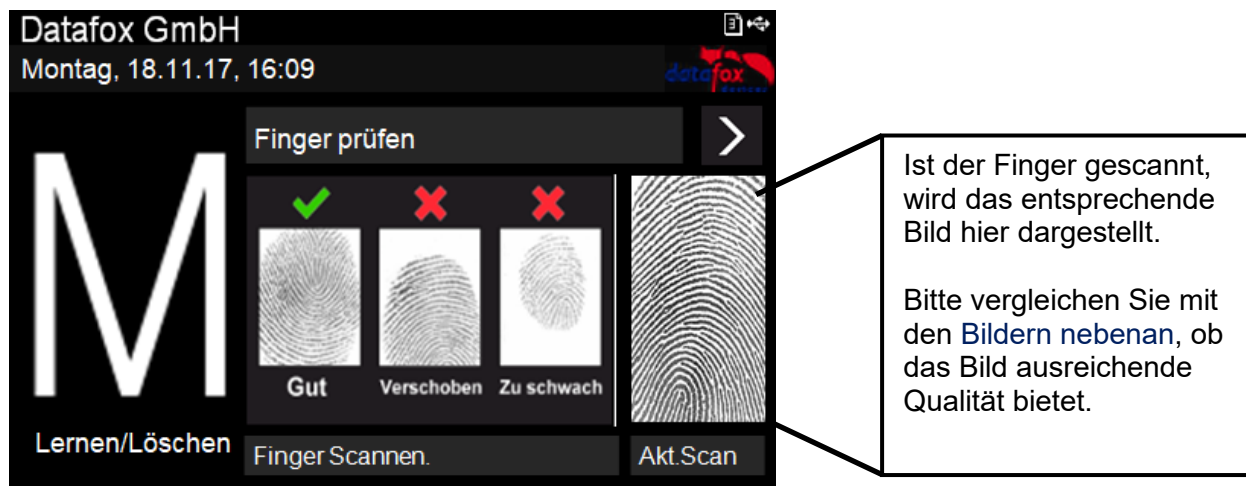 Datafox GmbH
3
Montag, 18.11.17, 16:09
datafox
Finger prüfen
Gut
Verschoben
Zu schwach
M
Lernen/Löschen
Finger Scannen.
Akt.Scan
Ist der Finger gescannt,
wird das entsprechende
Bild hier dargestellt.
Bitte vergleichen Sie mit
den Bildern nebenan, ob
das Bild ausreichende
Qualität bietet.